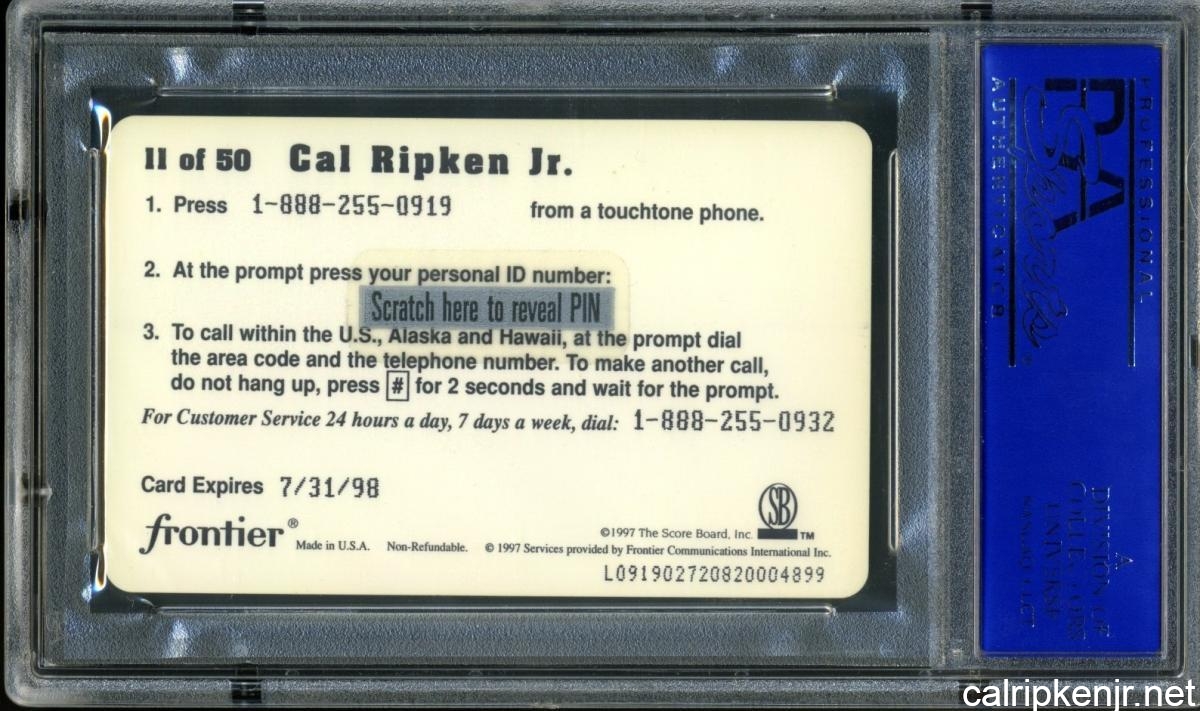 11 of 50 Cal Ripken Jr.
1. Press 1-888-255-0919 from a touchtone phone.
2. At the prompt press your personal ID number:
Scratch here to reveal PIN
3. To call within the U.S., Alaska and Hawaii, at the prompt dial
the area code and the telephone number. To make another call,
do not hang up, press # for 2 seconds and wait for the prompt.
For Customer Service 24 hours a day, 7 days a week, dial: 1-888-255-0932
Card Expires 7/31/98
SB
frontier®
Made in U.S.A. Non-Refundable.
©1997 The Score Board, Inc. TM
© 1997 Services provided by Frontier Communications International Inc.
L091902720820004899
PROFESSIONAL
PSA
Sports
AUTHENTICATOR
A
DIVISION OF
UNIVERSE
calripkenjr.net